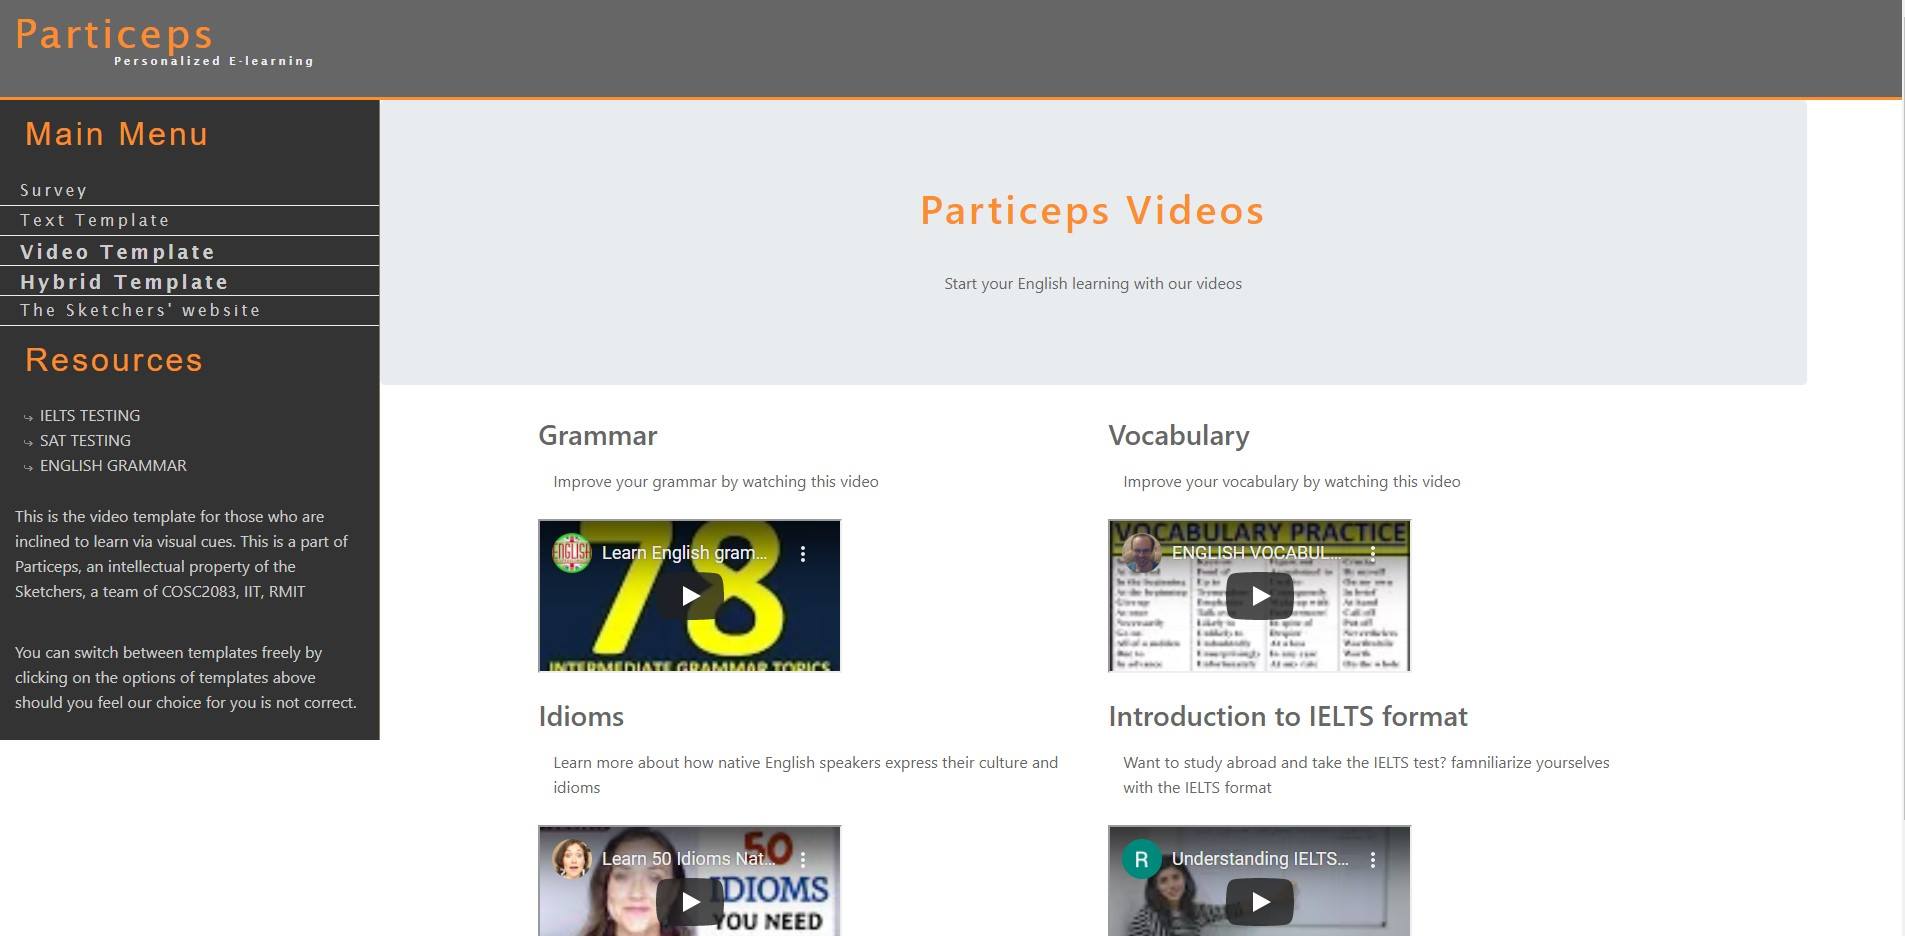 Particeps
Personalized E-learning
Main Menu
Survey
Text Template
Video Template
Hybrid Template
The Sketchers' website
Resources
IELTS TESTING
SAT TESTING
ENGLISH GRAMMAR
This is the video template for those who are
inclined to learn via visual cues. This is a part of
Particeps, an intellectual property of the
Sketchers, a team of COSC2083, IIT, RMIT
You can switch between templates freely by
clicking on the options of templates above
should you feel our choice for you is not correct.
Particeps Videos
Start your English learning with our videos
Grammar
Improve your grammar by watching this video
ENGLISH
Learn English gram...
78
INTERMEDIATE GRAMMAR TOPICS
Vocabulary
Improve your vocabulary by watching this video
VOCABULARY PRACTICE
ENGLISH VOCABUL...
Idioms
Learn more about how native English speakers express their culture and
idioms
Learn 50 Idioms Nat...
50
IDIOMS
YOU NEED
Introduction to IELTS format
Want to study abroad and take the IELTS test? famniliarize yourselves
with the IELTS format
R
Understanding IELTS...